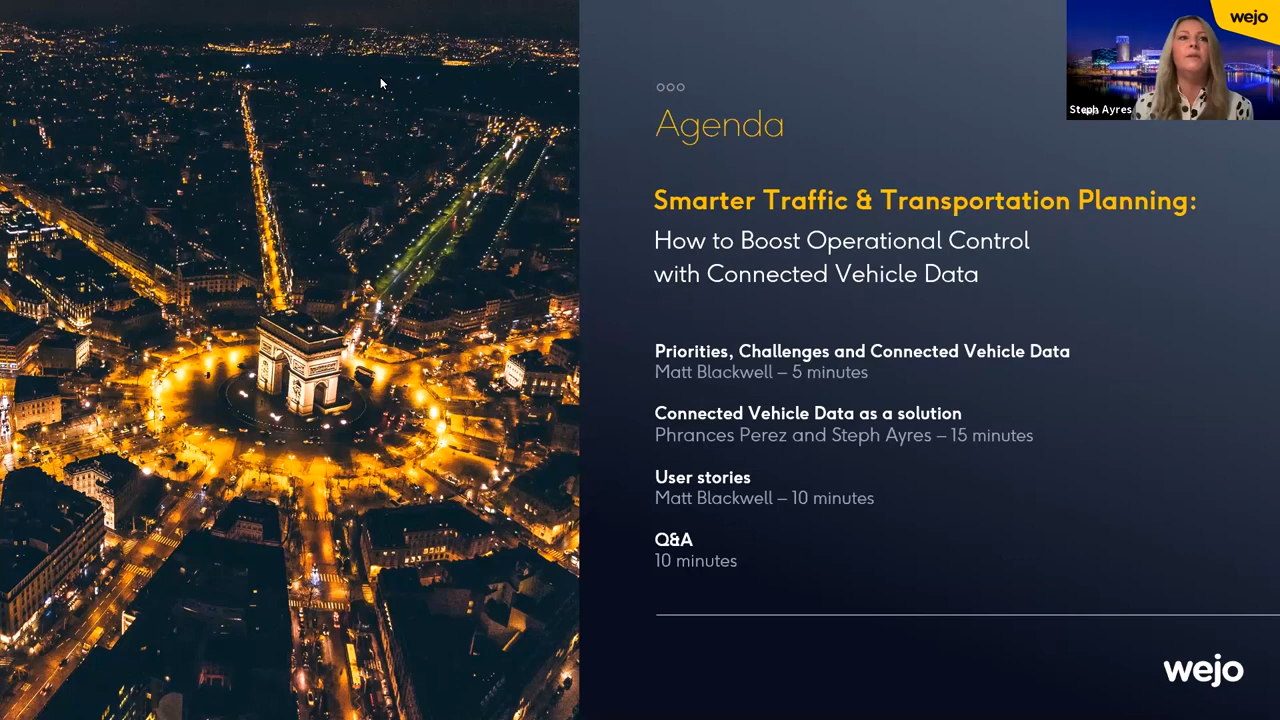 wejo
Steph Ayres
Agenda
Smarter Traffic & Transportation Planning:
How to Boost Operational Control
with Connected Vehicle Data
Priorities, Challenges and Connected Vehicle Data
Matt Blackwell – 5 minutes
Connected Vehicle Data as a solution
Phrances Perez and Steph Ayres – 15 minutes
User stories
Matt Blackwell – 10 minutes
Q&A
10 minutes
wejo